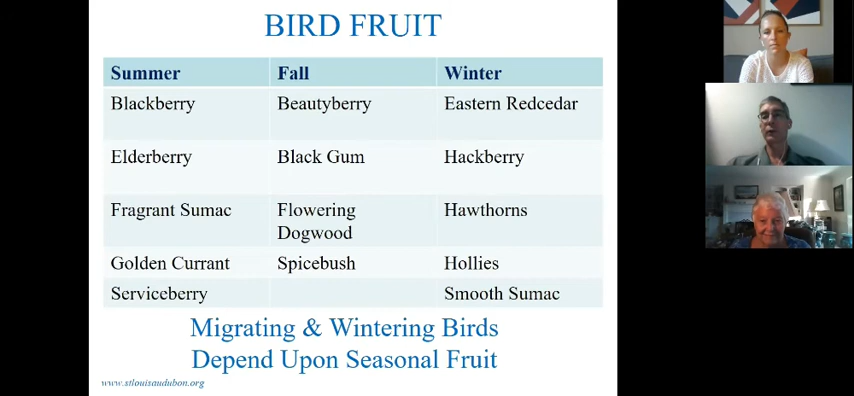 BIRD FRUIT
Summer Fall Winter
Blackberry Beautyberry Eastern Redcedar
Elderberry Black Gum Hackberry
Fragrant Sumac Flowering Hawthorns
Dogwood
Golden Currant Spicebush Hollies
Serviceberry Smooth Sumac
Migrating & Wintering Birds
Depend Upon Seasonal Fruit
www.stlouisaudubon.org